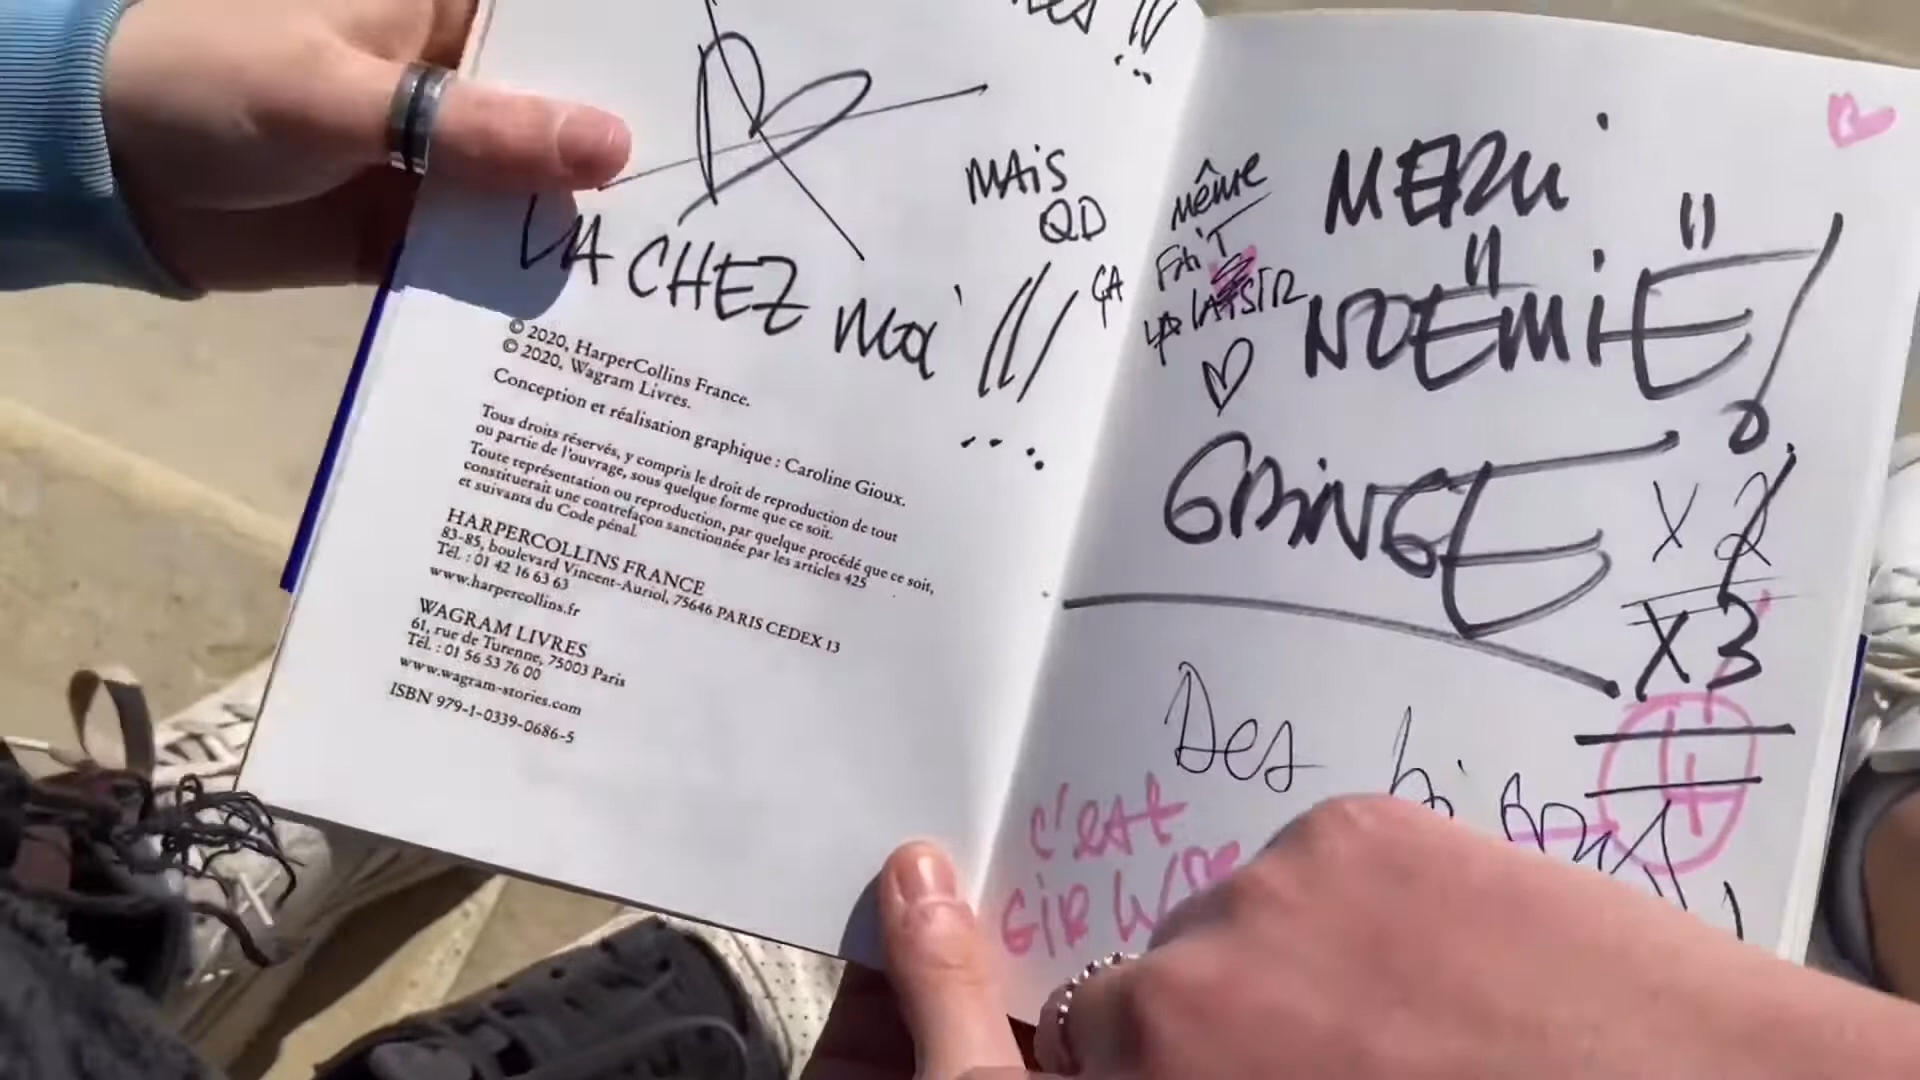 LA CHEZ MOI !!!
MAIS
QD
ÇA
© 2020, HarperCollins France.
© 2020, Wagram Livres.
Conception et réalisation graphique : Caroline Gioux.
Tous droits réservés, y compris le droit de reproduction de tout
ou partie de l'ouvrage, sous quelque forme que ce soit.
Toute représentation ou reproduction, par quelque procédé que ce soit,
constituerait une contrefaçon sanctionnée par les articles 425
et suivants du Code pénal.
HARPERCOLLINS FRANCE
83-85, boulevard Vincent-Auriol, 75646 PARIS CEDEX 13
Tél. : 01 42 16 63 63
www.harpercollins.fr
WAGRAM LIVRES
61, rue de Turenne, 75003 Paris
Tél. : 01 56 53 76 00
www.wagram-stories.com
ISBN 979-1-0339-0686-5
même
FAIT
MERCI
NOËMIE
X 2
X3
Des
c'est